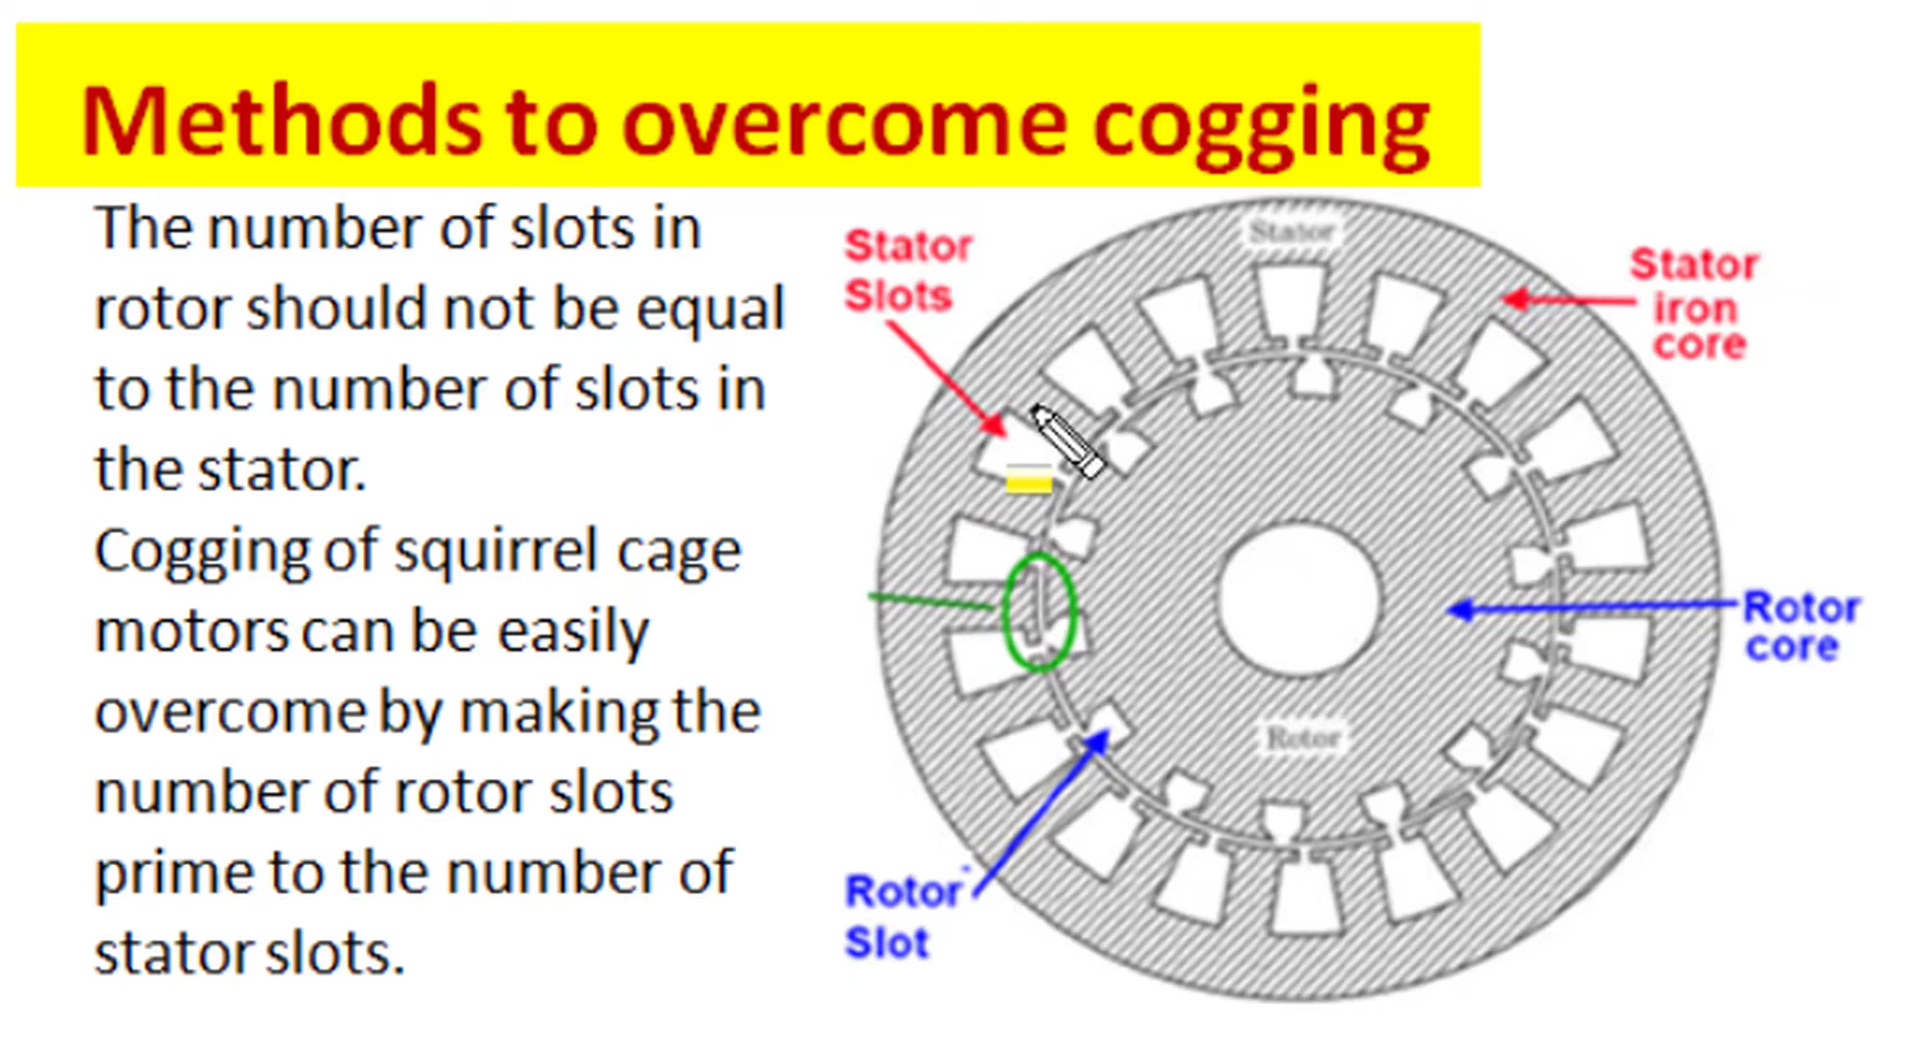 Methods to overcome cogging
The number of slots in
rotor should not be equal
to the number of slots in
the stator.
Cogging of squirrel cage
motors can be easily
overcome by making the
number of rotor slots
prime to the number of
stator slots.
Stator
Slots
Stator
Stator
iron
core
Rotor
core
Rotor
Rotor
Slot